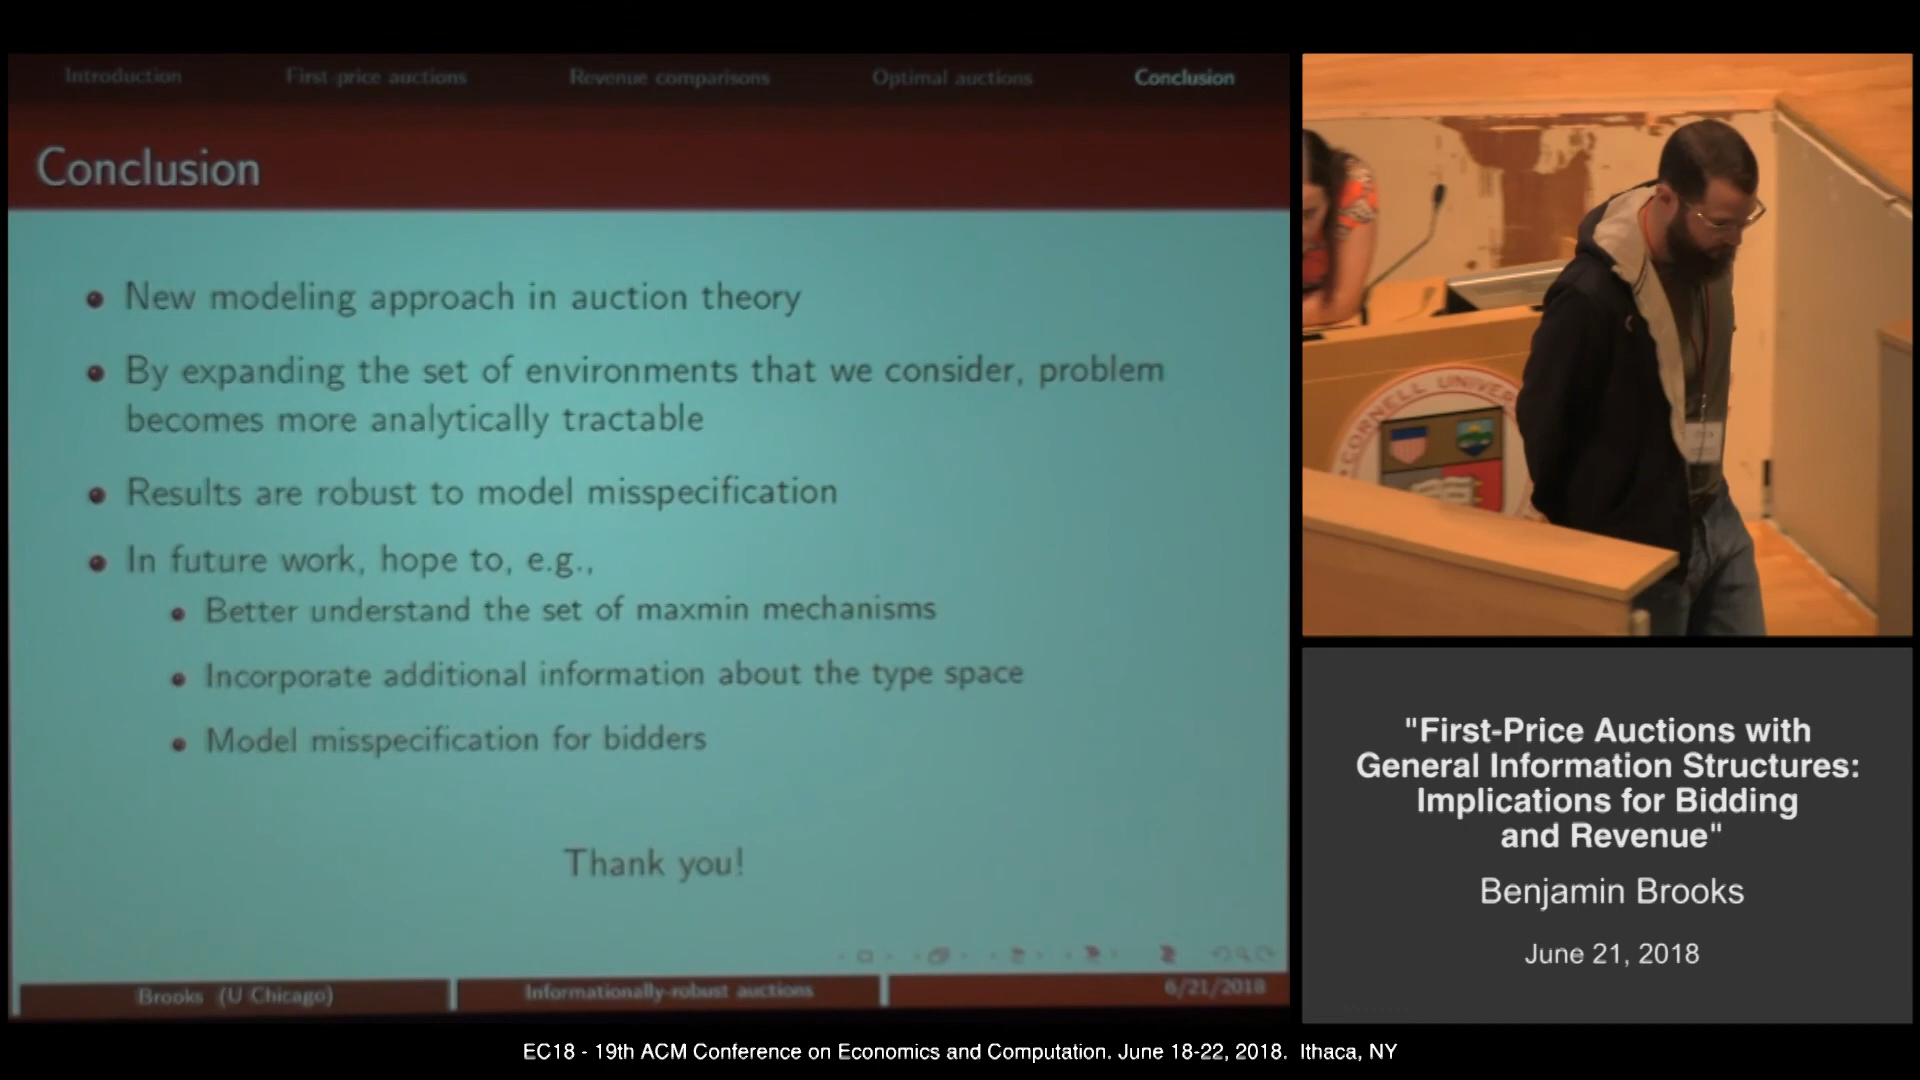 Introduction
First-price auctions
Revenue comparisons
Optimal auctions
Conclusion
Conclusion
New modeling approach in auction theory
By expanding the set of environments that we consider, problem
becomes more analytically tractable
Results are robust to model misspecification
In future work, hope to, e.g.,
Better understand the set of maxmin mechanisms
Incorporate additional information about the type space
Model misspecification for bidders
Thank you!
Brooks (U Chicago)
Informationally-robust auctions
6/21/2018
CORNELL UNIVER
"First-Price Auctions with
General Information Structures:
Implications for Bidding
and Revenue"
Benjamin Brooks
June 21, 2018
EC18 - 19th ACM Conference on Economics and Computation. June 18-22, 2018. Ithaca, NY